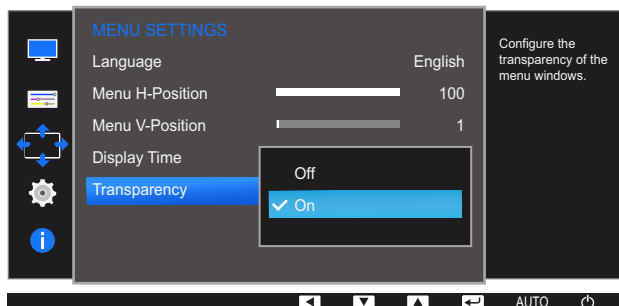 MENU SETTINGS
Language English
Menu H-Position 100
Menu V-Position 1
Display Time
Transparency
Off
On
Configure the
transparency of the
menu windows.
AUTO